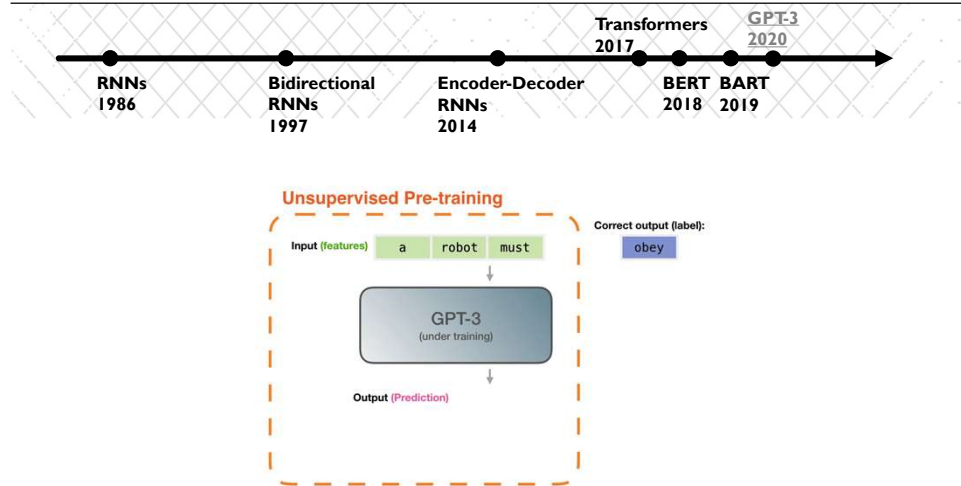 Transformers
2017
GPT-3
2020
RNNs
1986
Bidirectional
RNNs
1997
Encoder-Decoder
RNNs
2014
BERT
2018
BART
2019
Unsupervised Pre-training
Input (features) a robot must
Correct output (label):
obey
GPT-3
(under training)
Output (Prediction)